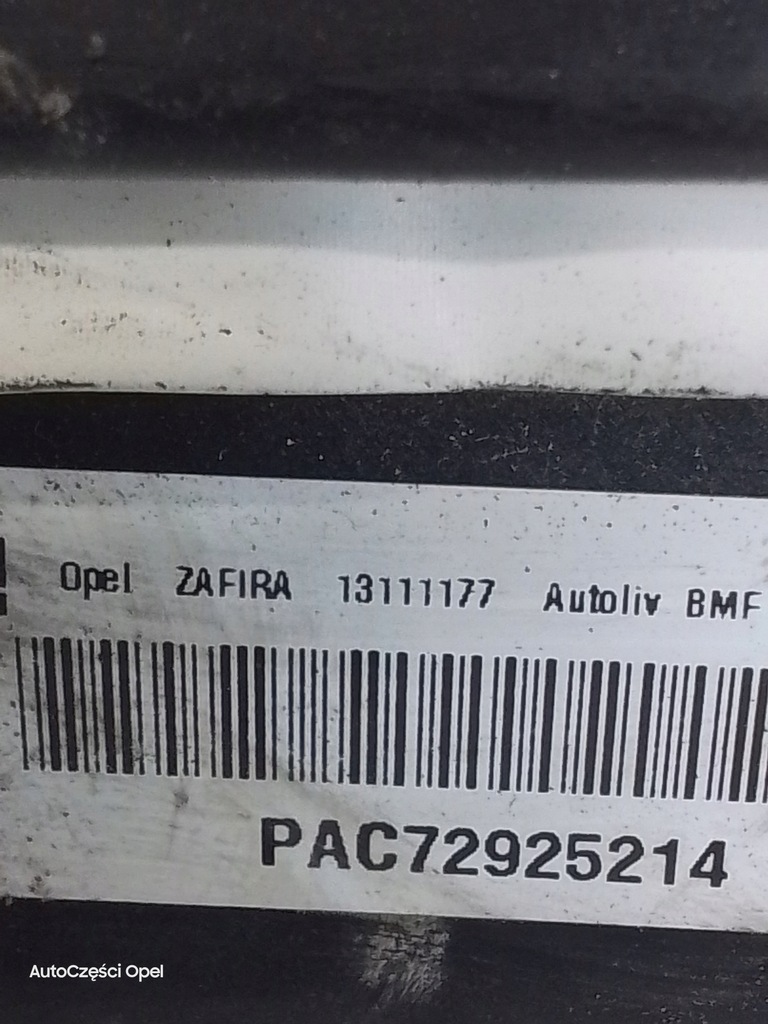 Opel ZAFIRA 13111177 Autoliv BMF
PAC72925214
AutoCzęści Opel